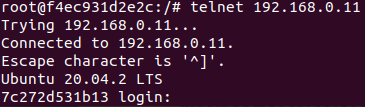 root@f4ec931d2e2c:/# telnet 192.168.0.11
Trying 192.168.0.11...
Connected to 192.168.0.11.
Escape character is '^]'.
Ubuntu 20.04.2 LTS
7c272d531b13 login: